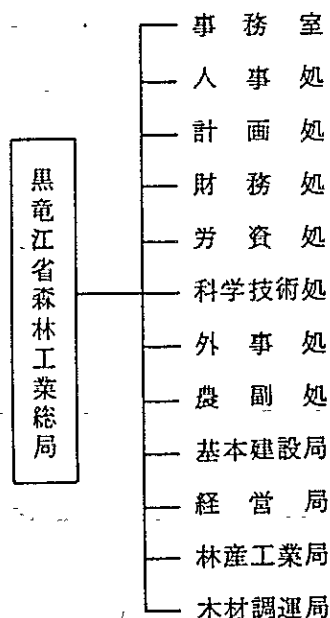 黒竜江省森林工業総局
事務室
人事処
計画処
財務処
労資処
科学技術処
外事処
農副処
基本建設局
経営局
林産工業局
木材調運局